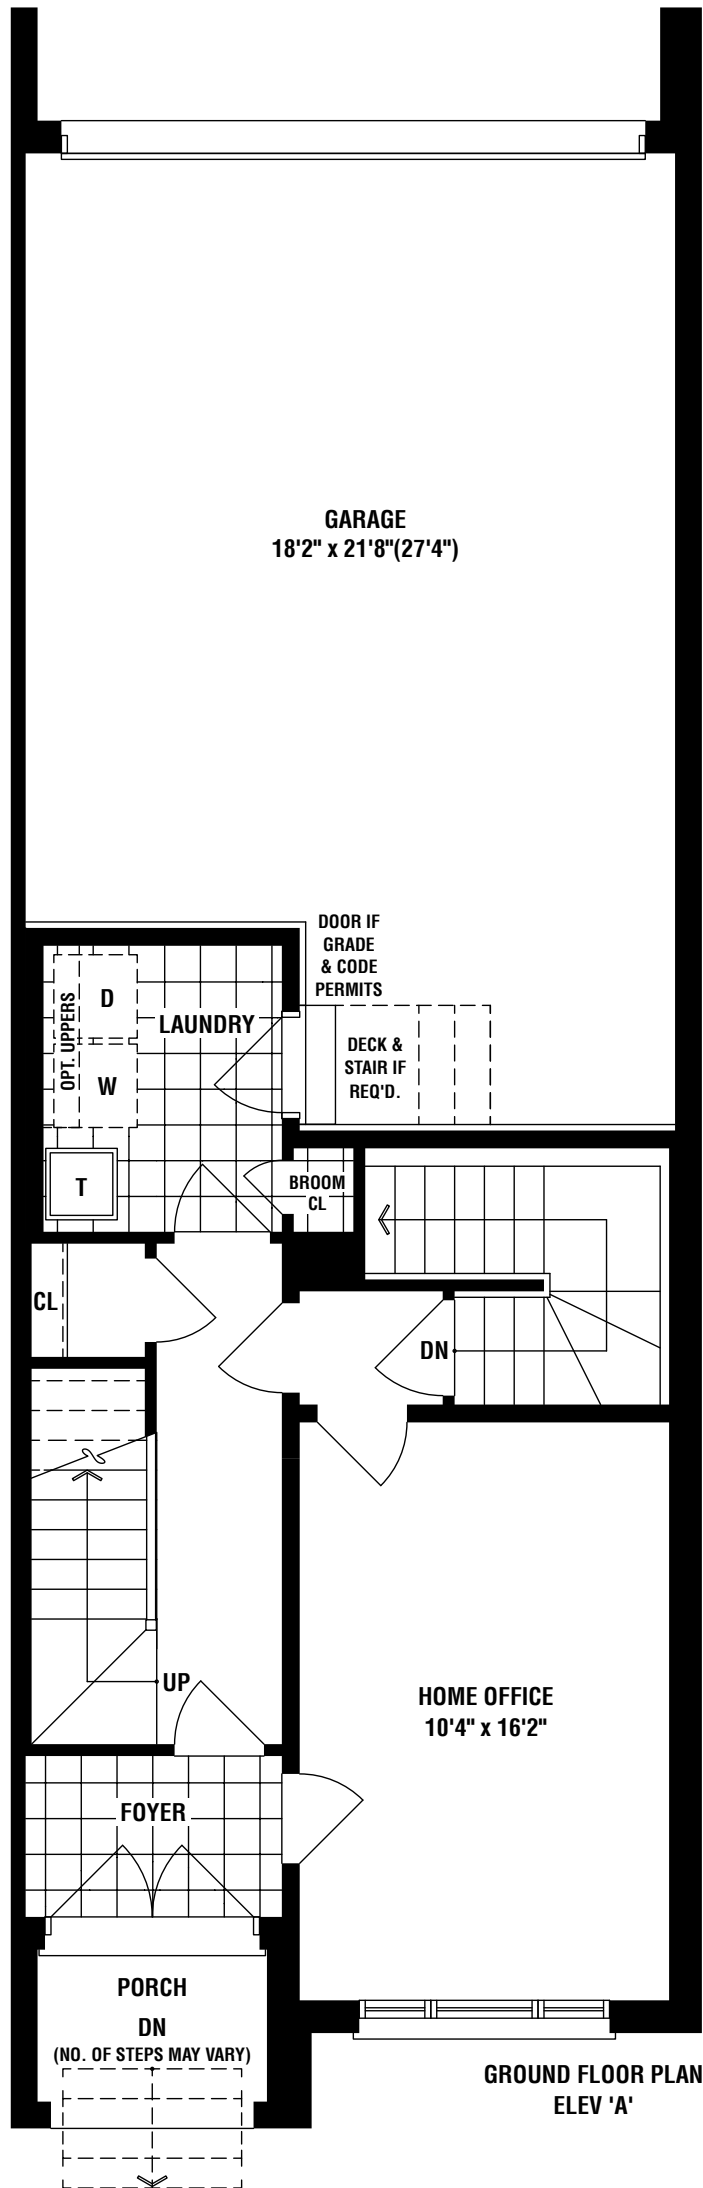 GARAGE
18'2" x 21'8"(27'4")
DOOR IF
GRADE
& CODE
PERMITS
OPT. UPPERS
D
LAUNDRY
W
DECK &
STAIR IF
REQ'D.
T
BROOM
CL
CL
DN
UP
HOME OFFICE
10'4" x 16'2"
FOYER
PORCH
DN
(NO. OF STEPS MAY VARY)
GROUND FLOOR PLAN
ELEV 'A'